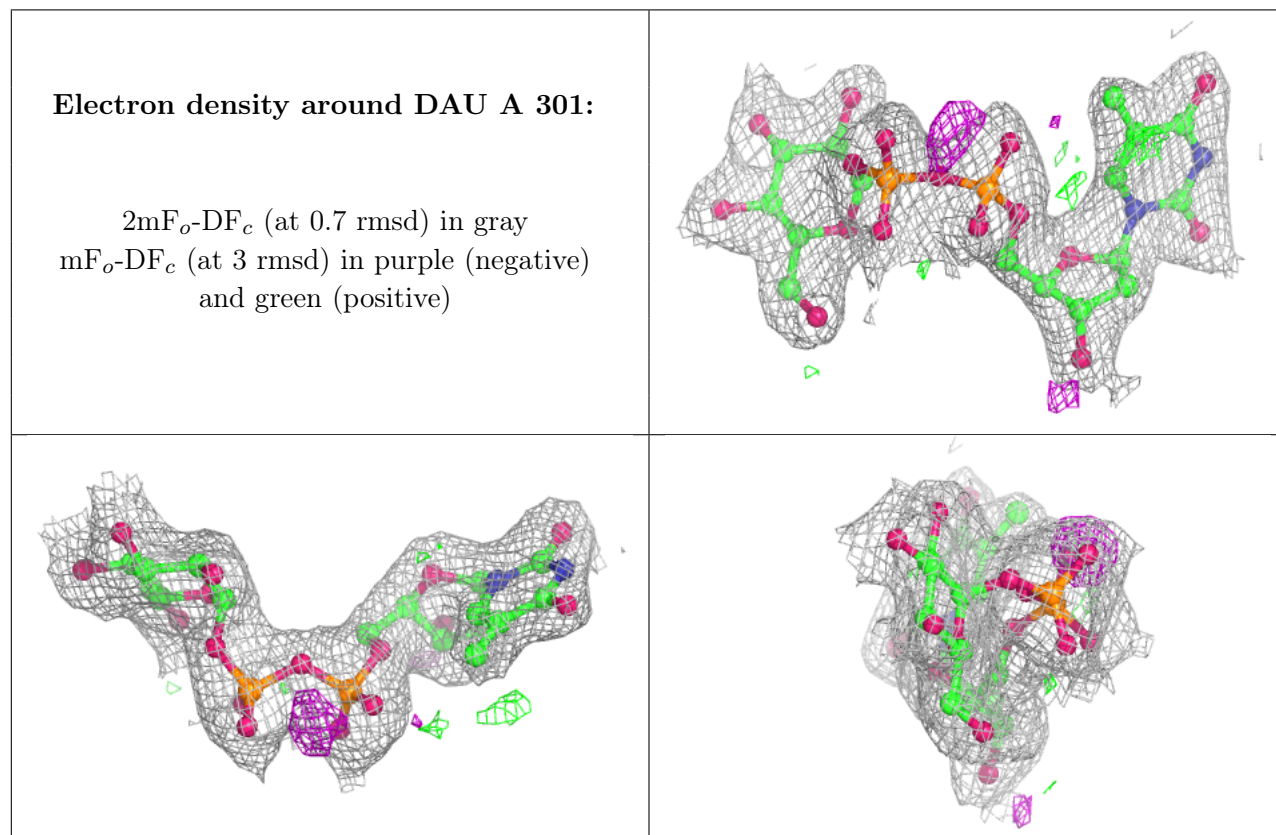 Electron density around DAU A 301:
2mFo-DFc (at 0.7 rmsd) in gray
mFo-DFc (at 3 rmsd) in purple (negative)
and green (positive)